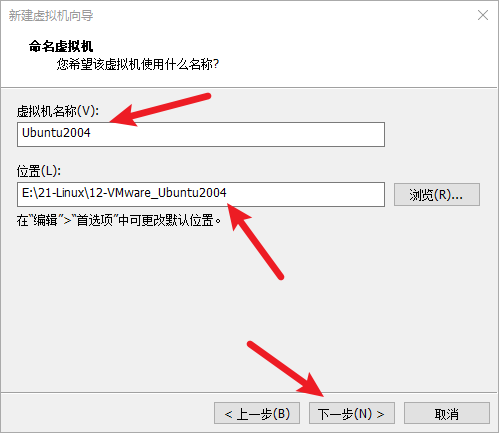 新建虚拟机向导
命名虚拟机
您希望该虚拟机使用什么名称?
虚拟机名称(V):
Ubuntu2004
位置(L):
E:\21-Linux\12-VMware_Ubuntu2004
浏览(R)...
在“编辑”>“首选项”中可更改默认位置。
< 上一步(B)
下一步(N) >
取消